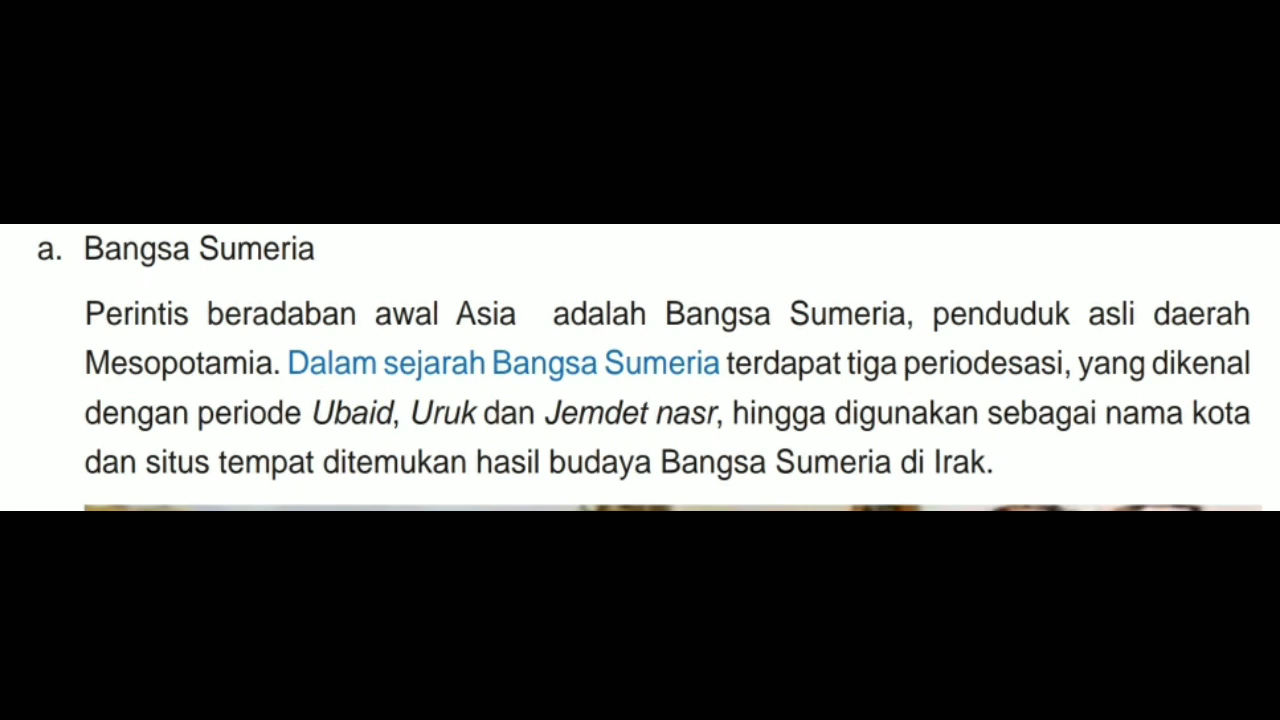 a. Bangsa Sumeria
Perintis beradaban awal Asia adalah Bangsa Sumeria, penduduk asli daerah
Mesopotamia. Dalam sejarah Bangsa Sumeria terdapat tiga periodesasi, yang dikenal
dengan periode Ubaid, Uruk dan Jemdet nasr, hingga digunakan sebagai nama kota
dan situs tempat ditemukan hasil budaya Bangsa Sumeria di Irak.